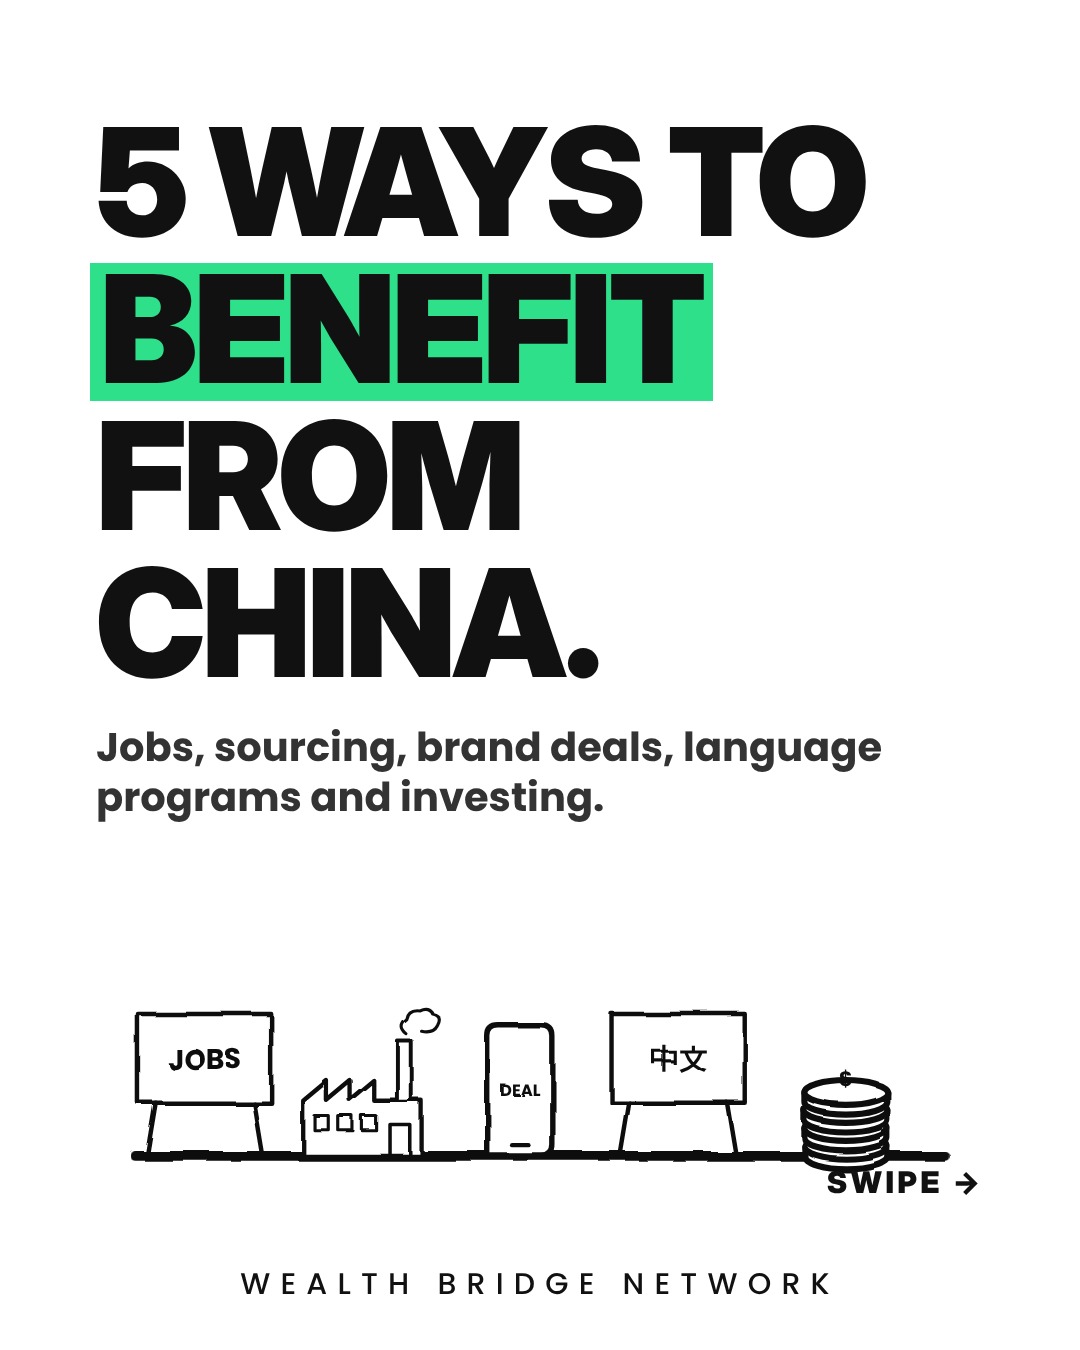 5 WAYS TO
BENEFIT
FROM
CHINA.
Jobs, sourcing, brand deals, language
programs and investing.
JOBS
DEAL
中文
$
SWIPE →
WEALTH BRIDGE NETWORK